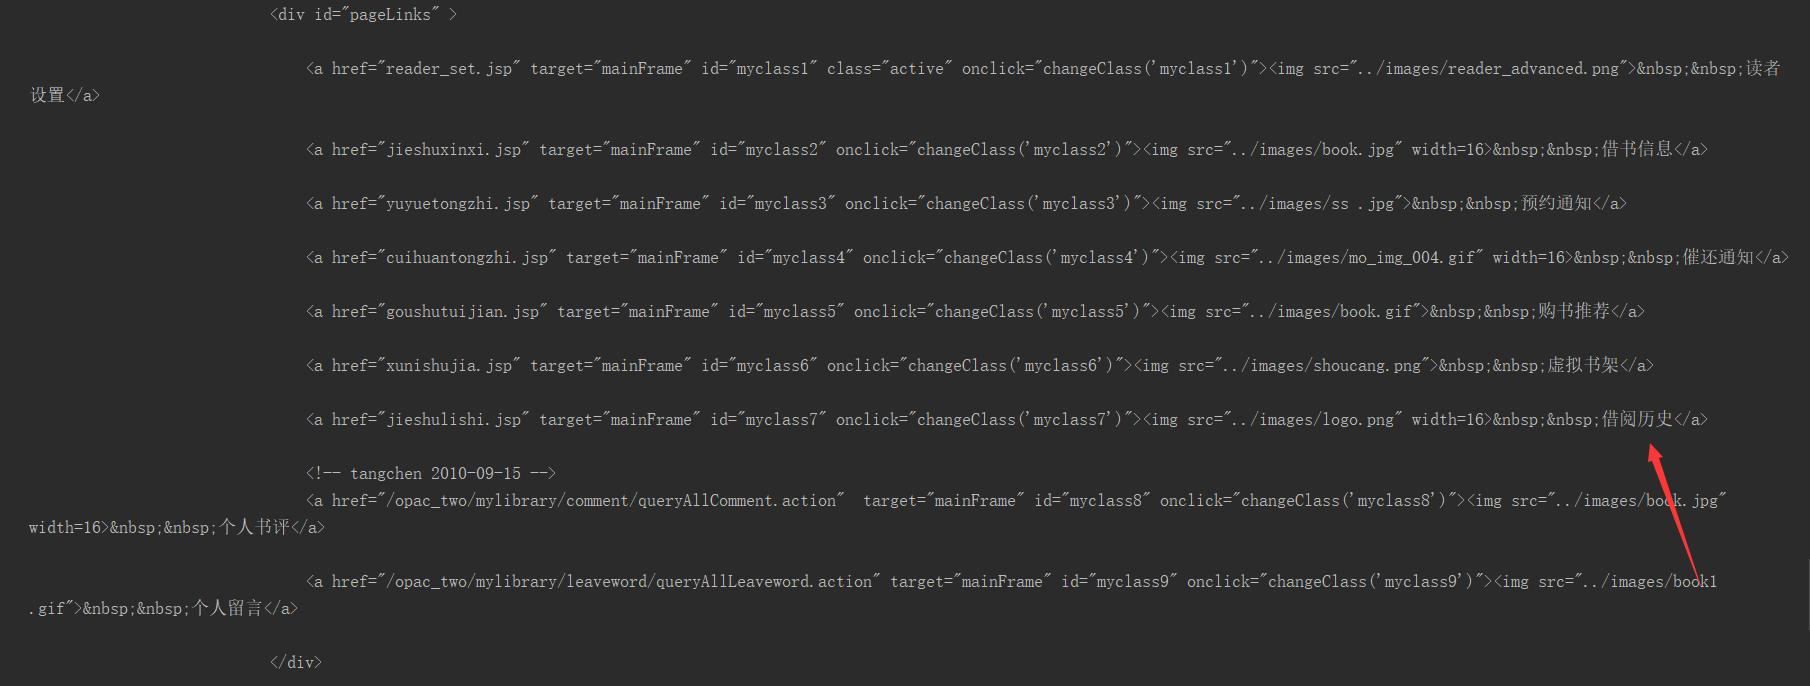 <div id="pageLinks" >
<a href="reader_set.jsp" target="mainFrame" id="myclass1" class="active" onclick="changeClass('myclass1')"><img src="../images/reader_advanced.png">&nbsp;&nbsp;读者
设置</a>
<a href="jieshuxinxi.jsp" target="mainFrame" id="myclass2" onclick="changeClass('myclass2')"><img src="../images/book.jpg" width=16>&nbsp;&nbsp;借书信息</a>
<a href="yuyuetongzhi.jsp" target="mainFrame" id="myclass3" onclick="changeClass('myclass3')"><img src="../images/ss .jpg">&nbsp;&nbsp;预约通知</a>
<a href="cuihuantongzhi.jsp" target="mainFrame" id="myclass4" onclick="changeClass('myclass4')"><img src="../images/mo_img_004.gif" width=16>&nbsp;&nbsp;催还通知</a>
<a href="goushutuijian.jsp" target="mainFrame" id="myclass5" onclick="changeClass('myclass5')"><img src="../images/book.gif">&nbsp;&nbsp;购书推荐</a>
<a href="xunishujia.jsp" target="mainFrame" id="myclass6" onclick="changeClass('myclass6')"><img src="../images/shoucang.png">&nbsp;&nbsp;虚拟书架</a>
<a href="jieshulishi.jsp" target="mainFrame" id="myclass7" onclick="changeClass('myclass7')"><img src="../images/logo.png" width=16>&nbsp;&nbsp;借阅历史</a>
<!-- tangchen 2010-09-15 -->
<a href="/opac_two/mylibrary/comment/queryAllComment.action"  target="mainFrame" id="myclass8" onclick="changeClass('myclass8')"><img src="../images/book.jpg"
width=16>&nbsp;&nbsp;个人书评</a>
<a href="/opac_two/mylibrary/leaveword/queryAllLeaveword.action" target="mainFrame" id="myclass9" onclick="changeClass('myclass9')"><img src="../images/book1
.gif">&nbsp;&nbsp;个人留言</a>
</div>